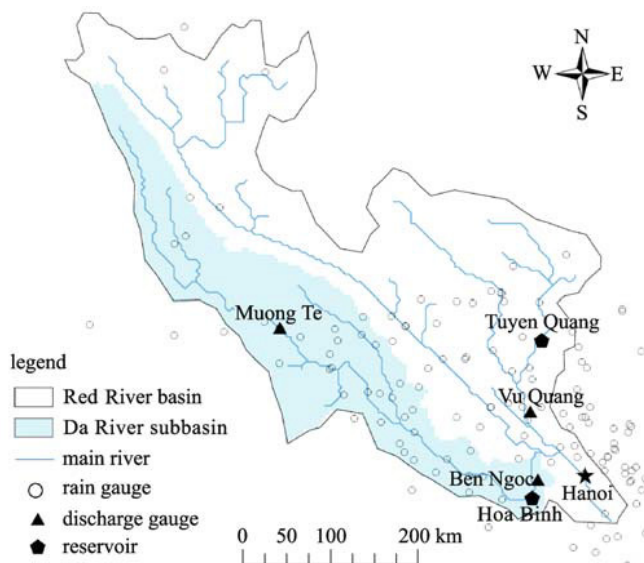 N
W E
S
Muong Te
Tuyen Quang
legend
Red River basin
Vu Quang
Da River subbasin
main river
rain gauge
Ben Ngoc
Hanoi
discharge gauge
Hoa Binh
reservoir
0 50 100 200 km